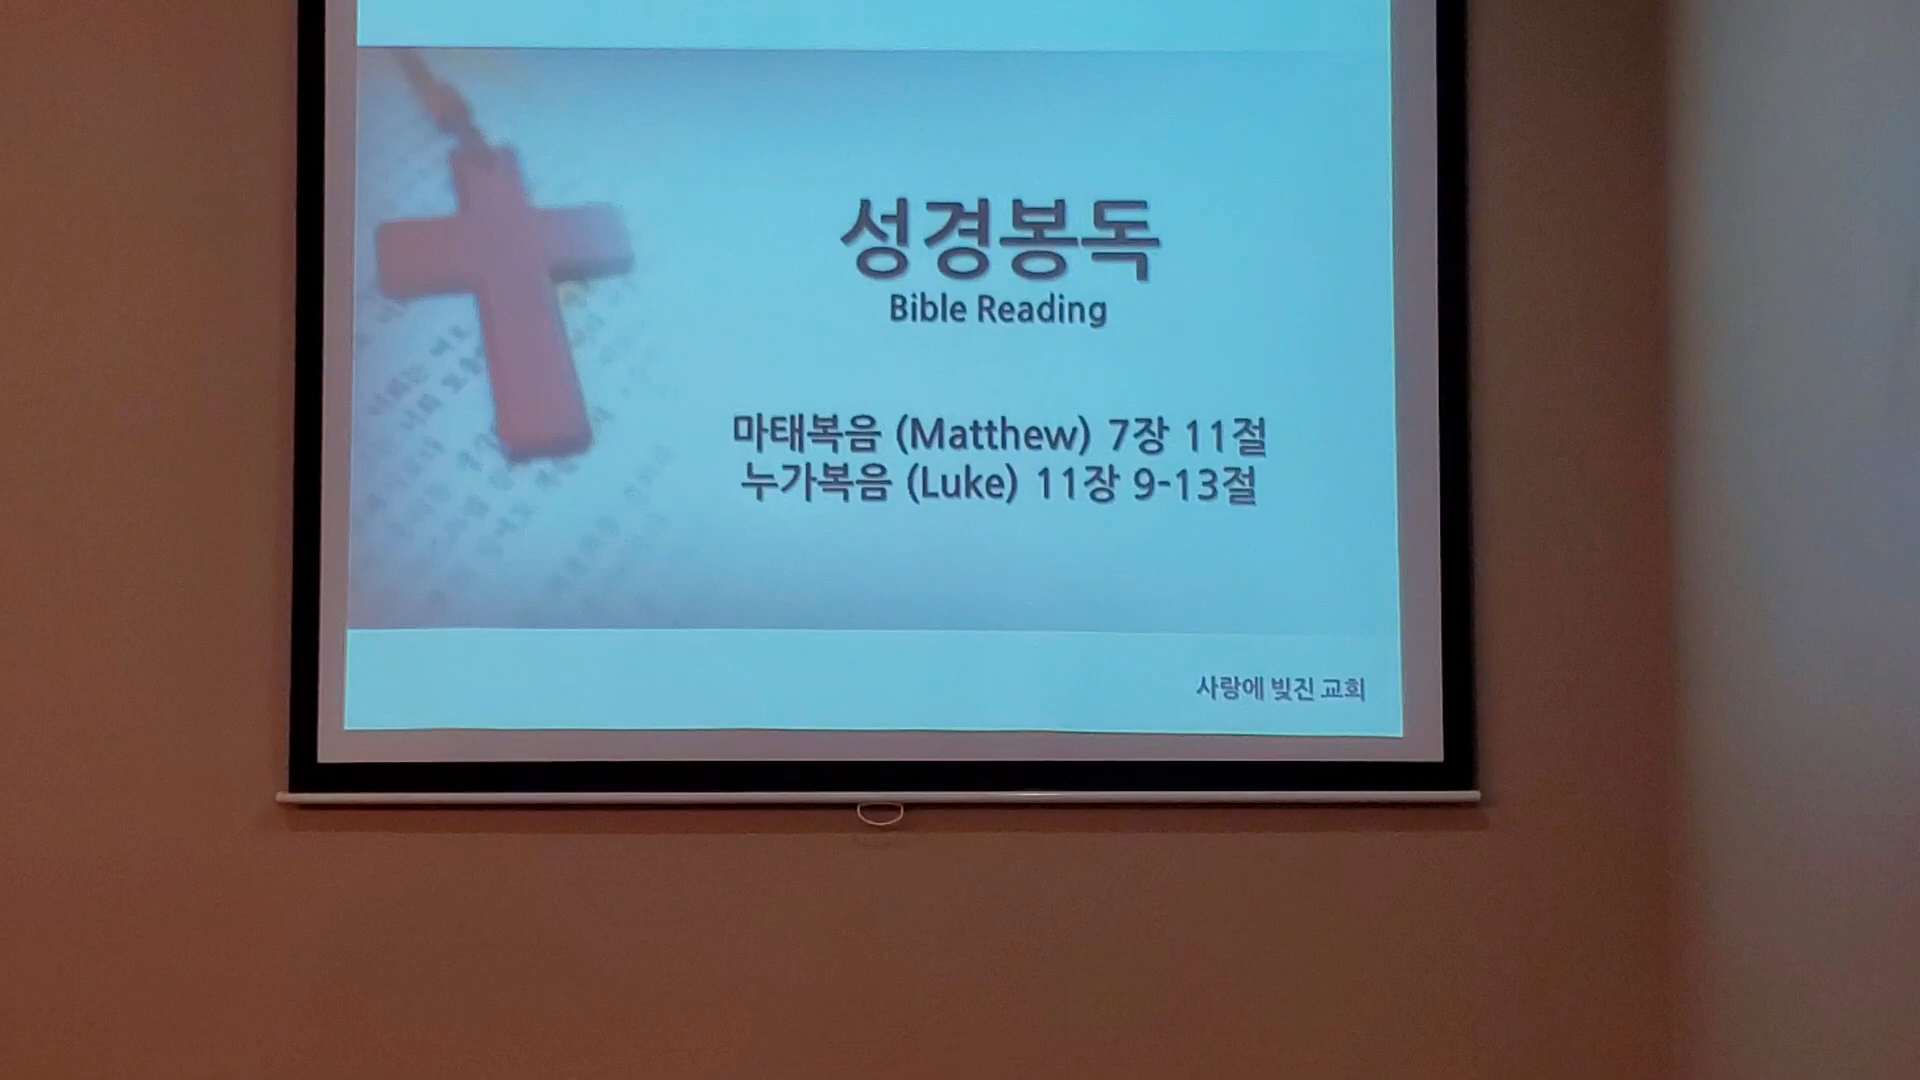 성경봉독
Bible Reading
마태복음 (Matthew) 7장 11절
누가복음 (Luke) 11장 9-13절
사랑에 빚진 교회